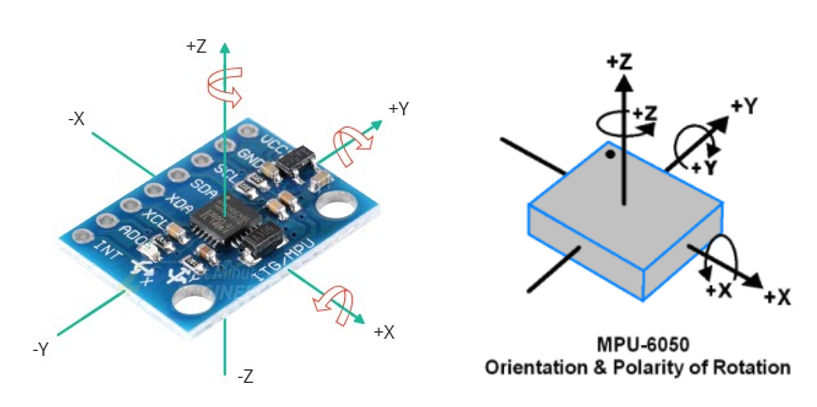 +Z
+Y
-X
VCC
GND
SCL
SDA
XDA
XCL
ADO
INT
X
Y
ITG/MPU
+X
-Y
-Z
+Z
+Z
+Y
+Y
+X
+X
MPU-6050
Orientation & Polarity of Rotation